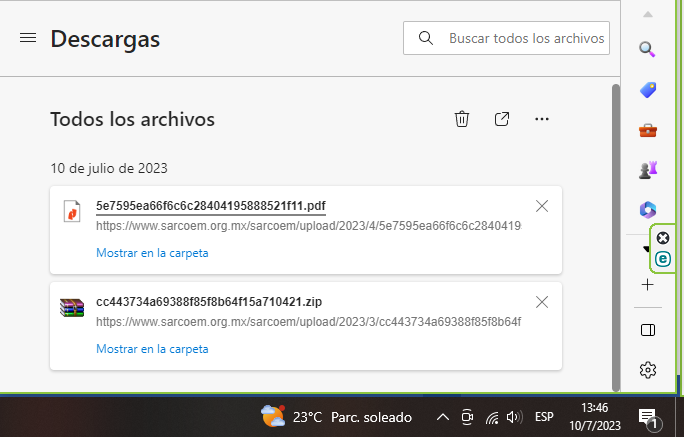 Descargas
Buscar todos los archivos
Todos los archivos
10 de julio de 2023
5e7595ea66f6c6c28404195888521f11.pdf
https://www.sarcoem.org.mx/sarcoem/upload/2023/4/5e7595ea66f6c6c2840419
Mostrar en la carpeta
cc443734a69388f85f8b64f15a710421.zip
https://www.sarcoem.org.mx/sarcoem/upload/2023/3/cc443734a69388f85f8b64f
Mostrar en la carpeta
e
23°C Parc. soleado
ESP
13:46
10/7/2023
1